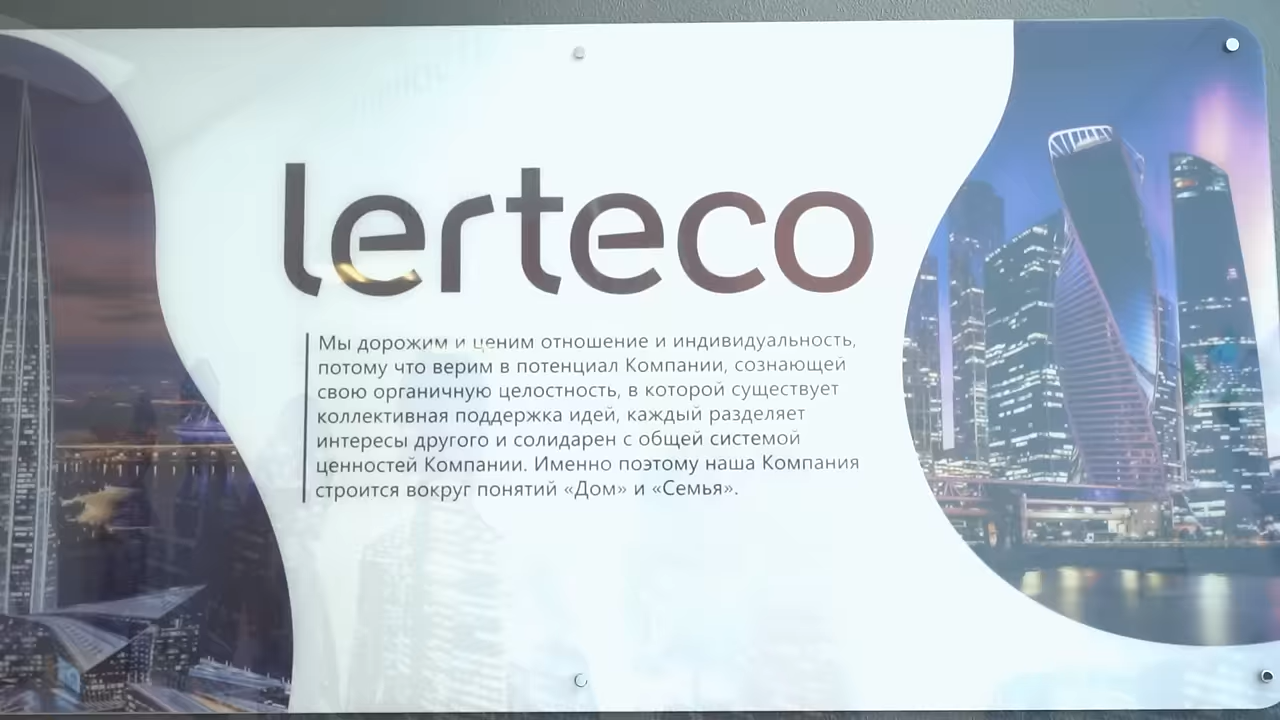 lerteco
Мы дорожим и ценим отношение и индивидуальность,
потому что верим в потенциал Компании, сознающей
свою органичную целостность, в которой существует
коллективная поддержка идей, каждый разделяет
интересы другого и солидарен с общей системой
ценностей Компании. Именно поэтому наша Компания
строится вокруг понятий «Дом» и «Семья».